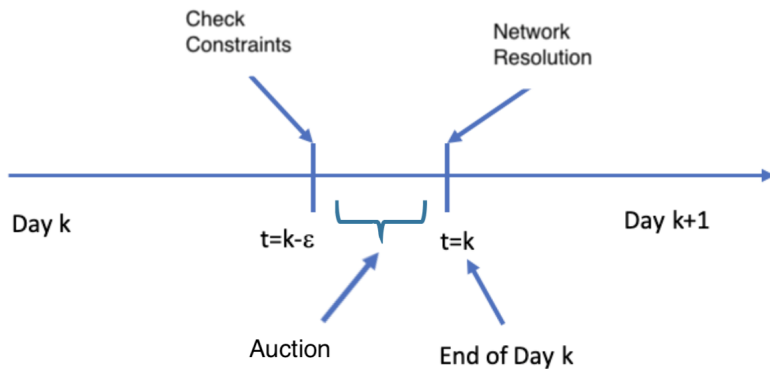 Check
Constraints
Network
Resolution
Day k
t=k-ε
t=k
Day k+1
Auction
End of Day k